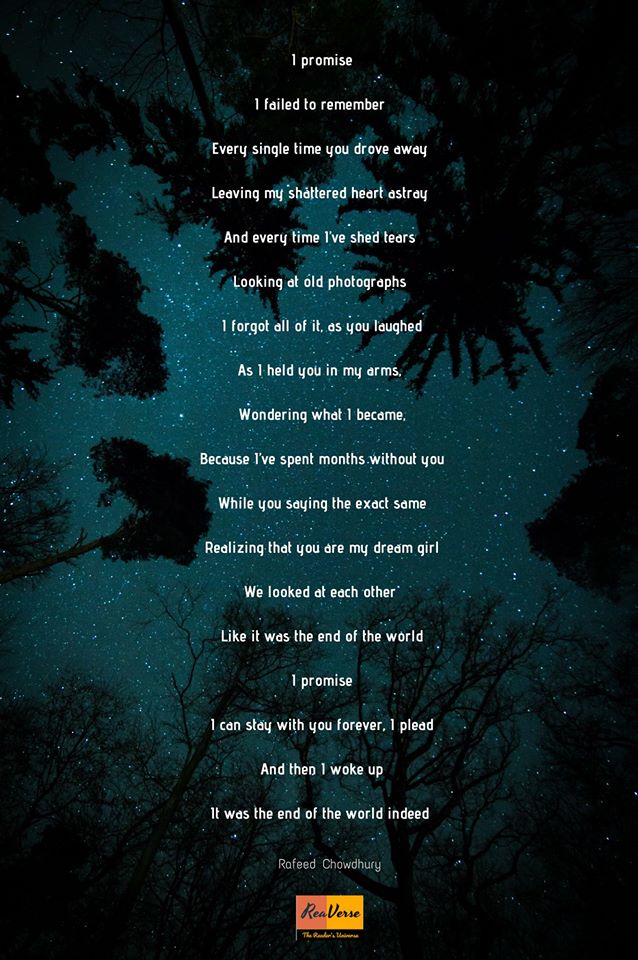 I promise
I failed to remember
Every single time you drove away
Leaving my shattered heart astray
And every time I've shed tears
Looking at old photographs
I forgot all of it, as you laughed
As I held you in my arms,
Wondering what I became,
Because I've spent months without you
While you saying the exact same
Realizing that you are my dream girl
We looked at each other
Like it was the end of the world
I promise
I can stay with you forever, I plead
And then I woke up
It was the end of the world indeed
Rafeed Chowdhury
ReaVerse
The Reader's Universe